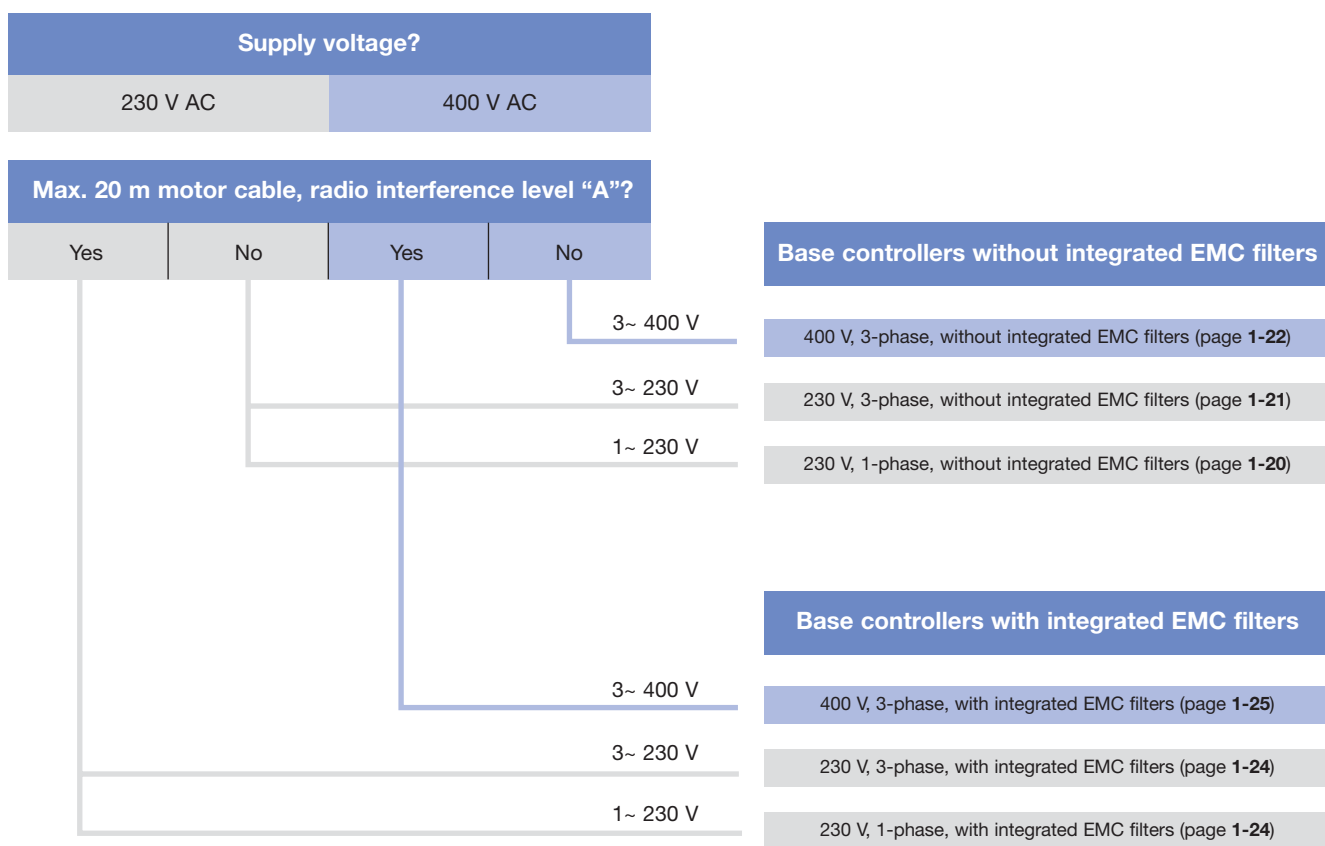 Supply voltage?
230 V AC
400 V AC
Max. 20 m motor cable, radio interference level “A”?
Yes
No
Yes
No
Base controllers without integrated EMC filters
3~ 400 V
400 V, 3-phase, without integrated EMC filters (page 1-22)
3~ 230 V
230 V, 3-phase, without integrated EMC filters (page 1-21)
1~ 230 V
230 V, 1-phase, without integrated EMC filters (page 1-20)
Base controllers with integrated EMC filters
3~ 400 V
400 V, 3-phase, with integrated EMC filters (page 1-25)
3~ 230 V
230 V, 3-phase, with integrated EMC filters (page 1-24)
1~ 230 V
230 V, 1-phase, with integrated EMC filters (page 1-24)